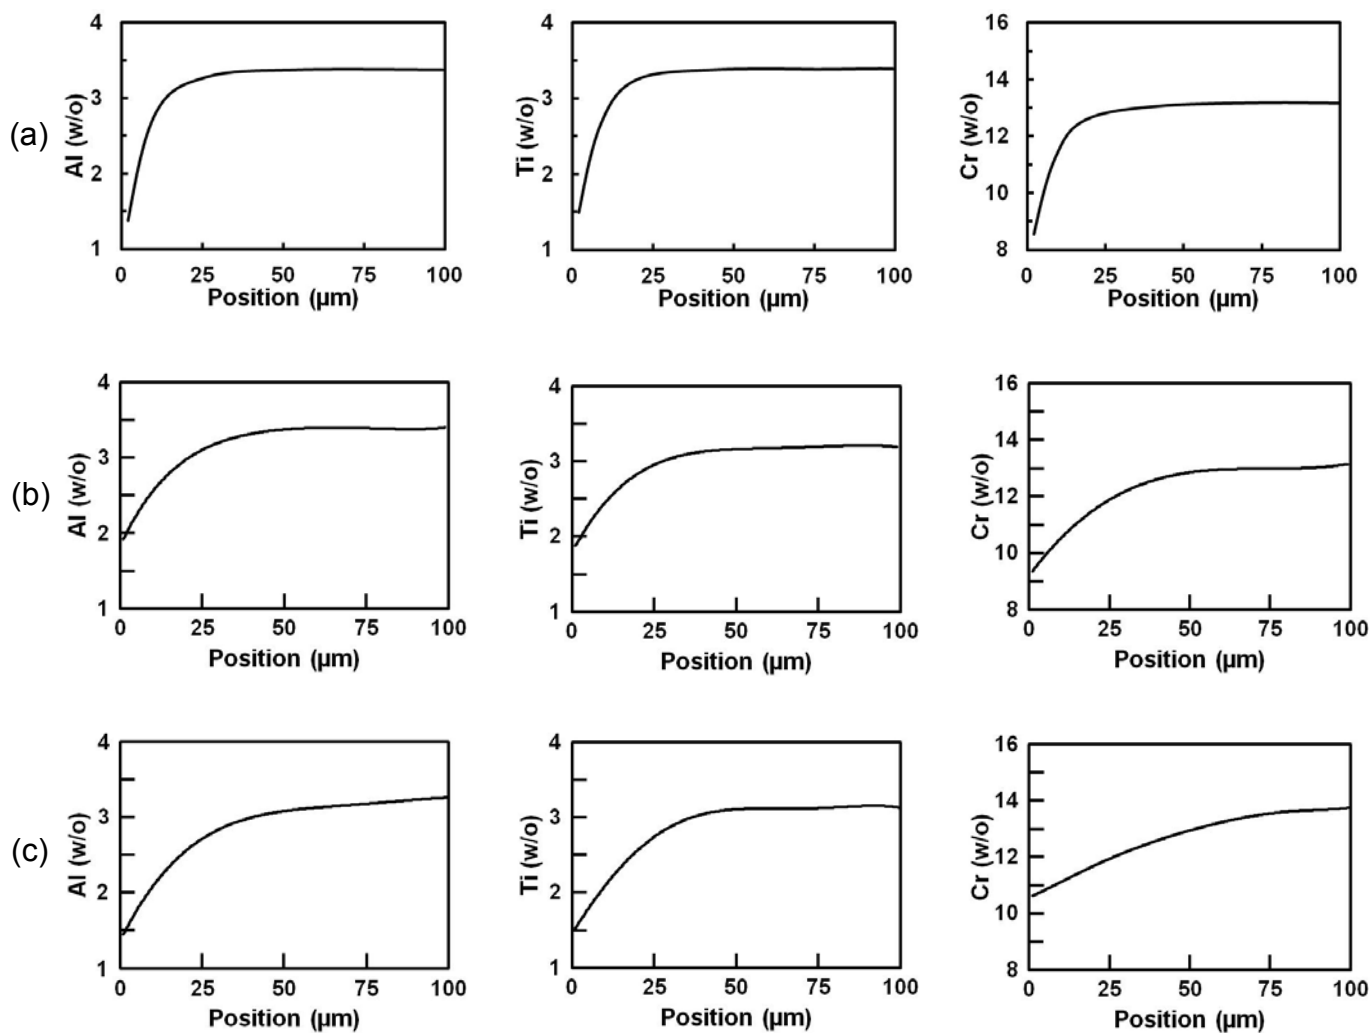 (a)
Al (w/o)
4
3
2
1
0 25 50 75 100
Position (µm)
Ti (w/o)
4
3
2
1
0 25 50 75 100
Position (µm)
Cr (w/o)
16
14
12
10
8
0 25 50 75 100
Position (µm)
(b)
Al (w/o)
4
3
2
1
0 25 50 75 100
Position (µm)
Ti (w/o)
4
3
2
1
0 25 50 75 100
Position (µm)
Cr (w/o)
16
14
12
10
8
0 25 50 75 100
Position (µm)
(c)
Al (w/o)
4
3
2
1
0 25 50 75 100
Position (µm)
Ti (w/o)
4
3
2
1
0 25 50 75 100
Position (µm)
Cr (w/o)
16
14
12
10
8
0 25 50 75 100
Position (µm)